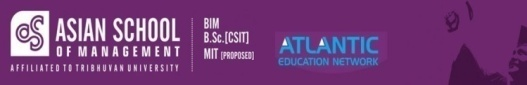 ASIAN SCHOOL
OF MANAGEMENT
AFFILIATED TO TRIBHUVAN UNIVERSITY
BIM
B.Sc.[CSIT]
MIT [PROPOSED]
ATLANTIC
EDUCATION NETWORK